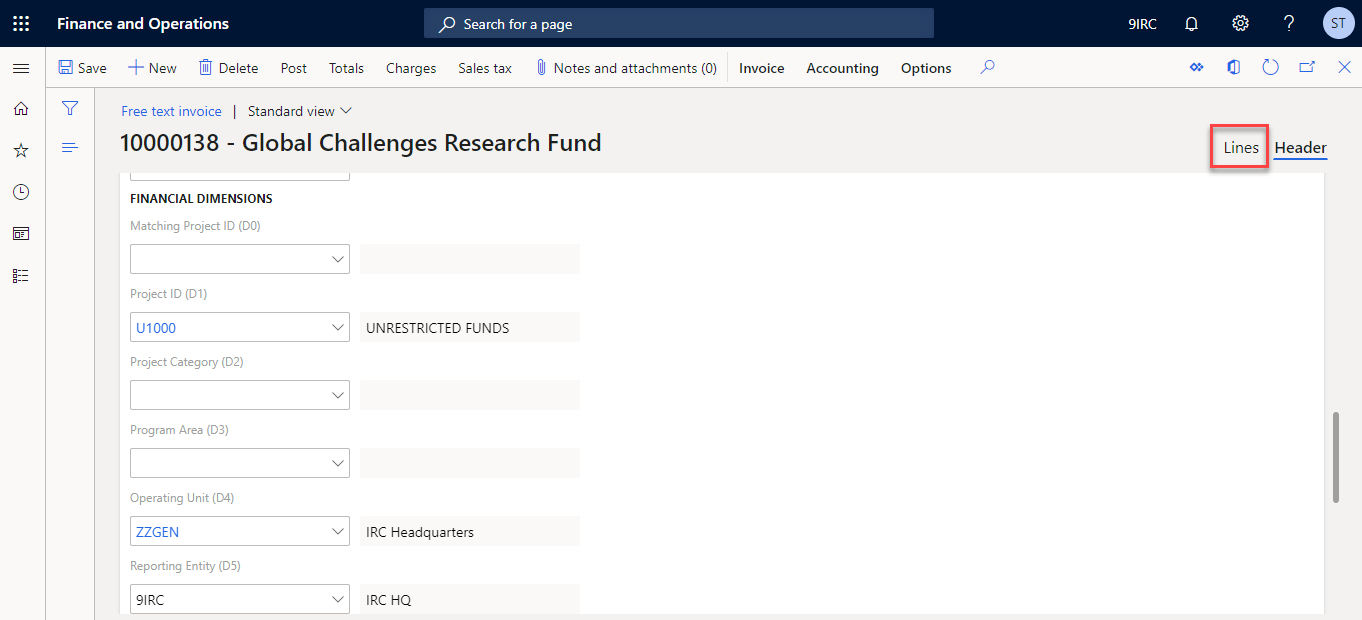 Finance and Operations
Search for a page
9IRC
ST
Save
New
Delete
Post
Totals
Charges
Sales tax
Notes and attachments (0)
Invoice
Accounting
Options
Free text invoice | Standard view
10000138 - Global Challenges Research Fund
Lines
Header
FINANCIAL DIMENSIONS
Matching Project ID (D0)
Project ID (D1)
U1000 UNRESTRICTED FUNDS
Project Category (D2)
Program Area (D3)
Operating Unit (D4)
ZZGEN IRC Headquarters
Reporting Entity (D5)
9IRC IRC HQ